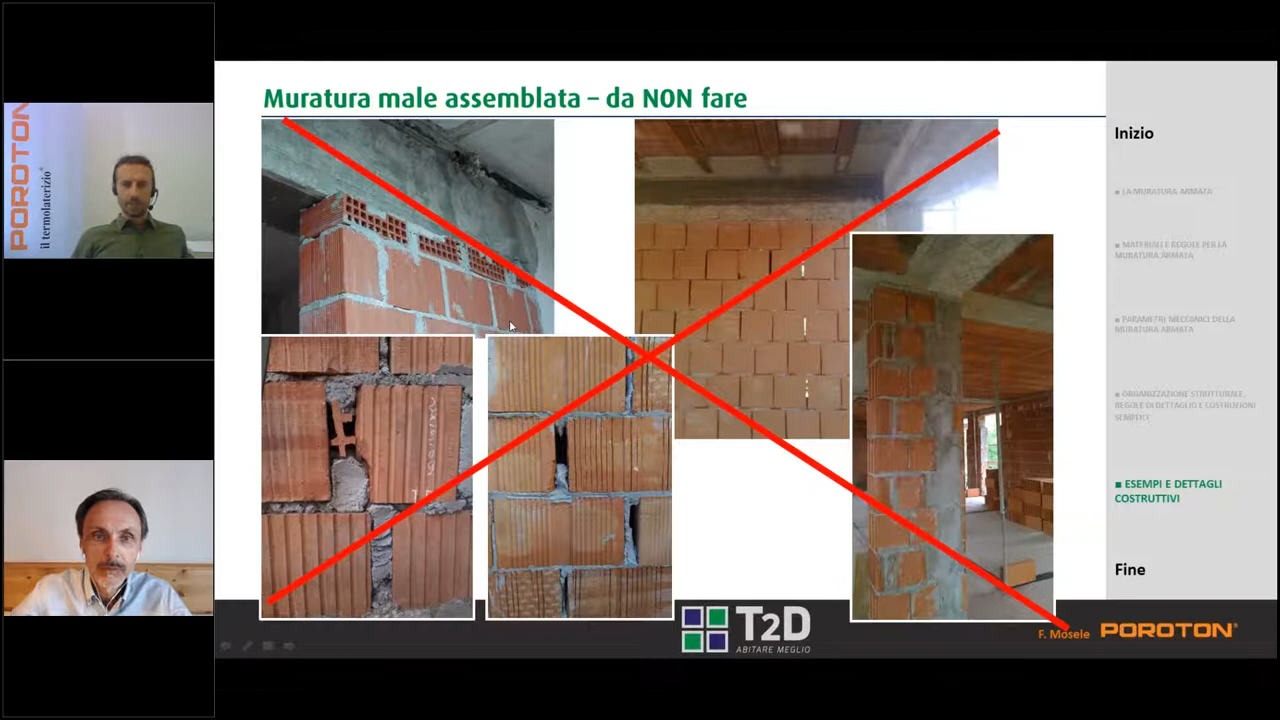 POROTON
il termolaterizio®
Muratura male assemblata – da NON fare
Inizio
■ LA MURATURA ARMATA
■ MATERIALI E REGOLE PER LA
MURATURA ARMATA
■ PARAMETRI MECCANICI DELLA
MURATURA ARMATA
■ ORGANIZZAZIONE STRUTTURALE,
REGOLE DI DETTAGLIO E COSTRUZIONI
SEMPLICI
■ ESEMPI E DETTAGLI
COSTRUTTIVI
Fine
T2D
ABITARE MEGLIO
F. Mosele
POROTON®